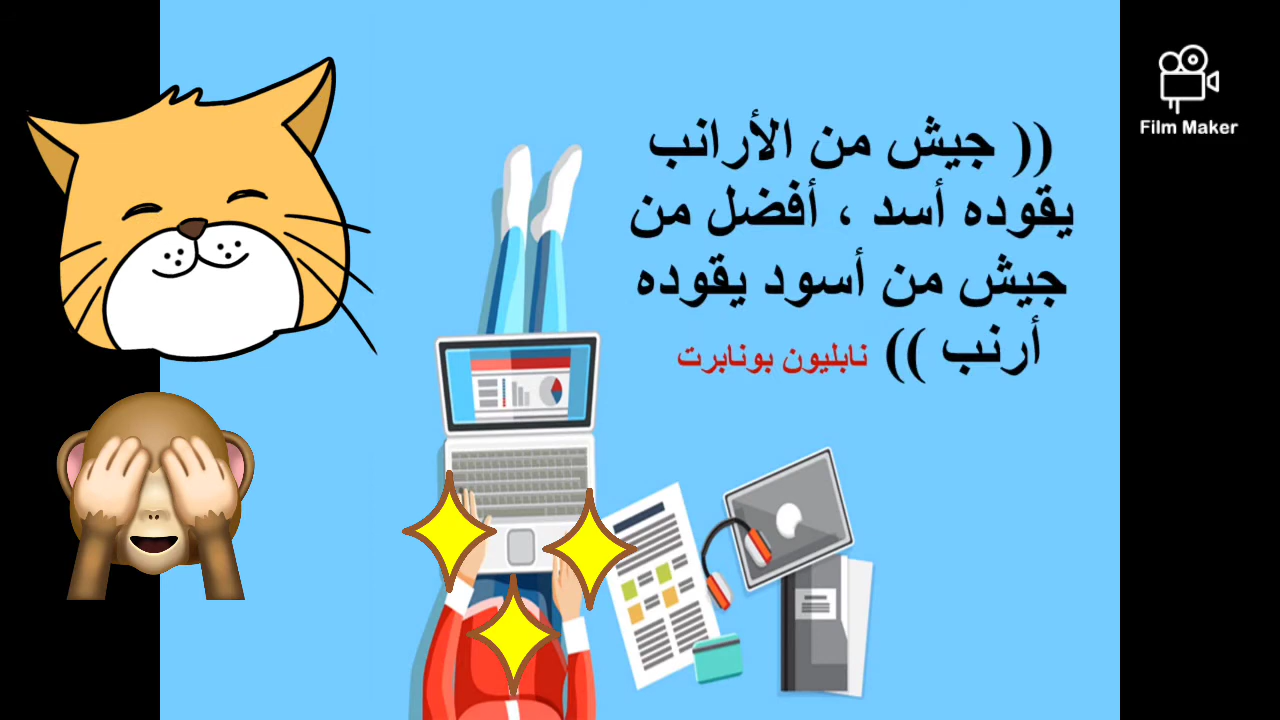 (( جيش من الأرانب
يقوده أسد ، أفضل من
جيش من أسود يقوده
أرنب )) نابليون بونابرت
Film Maker